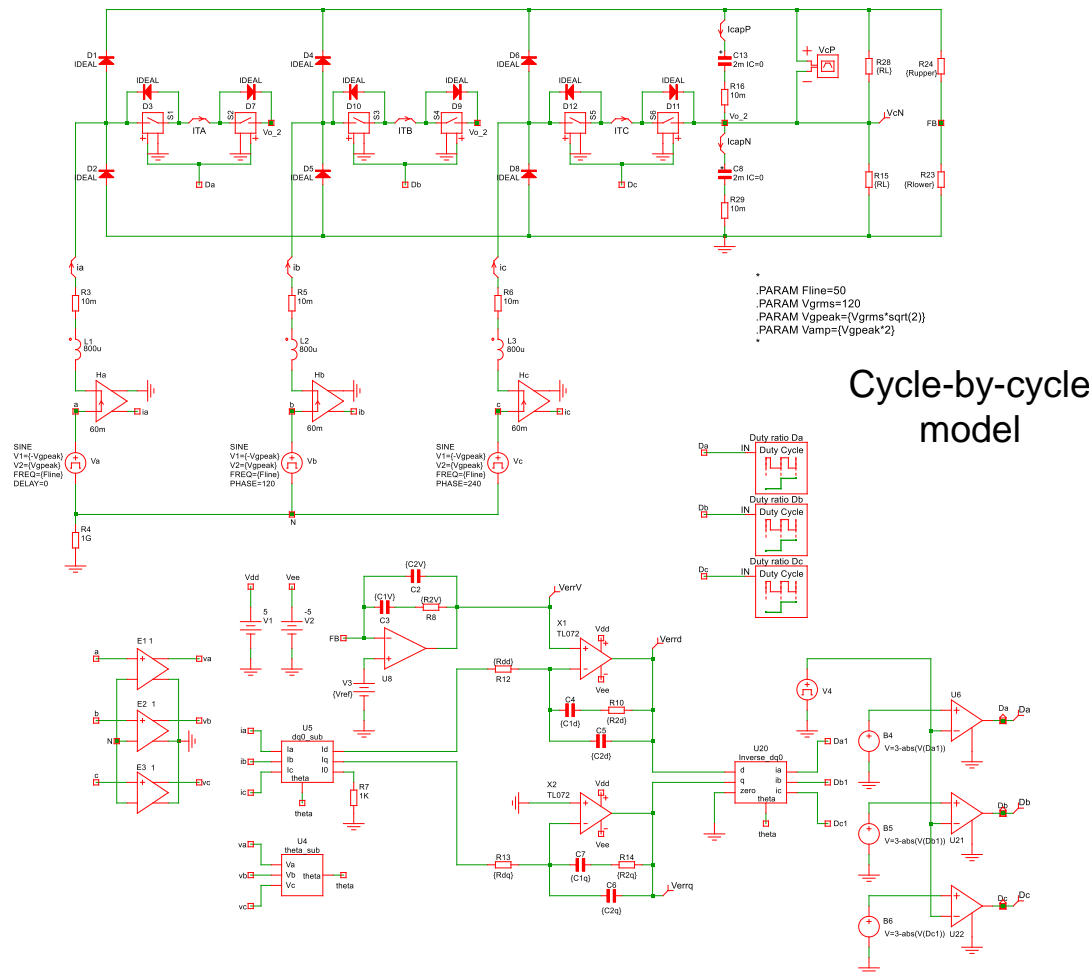 IcapP
D1
IDEAL
D4
IDEAL
D6
IDEAL
C13
2m IC=0
VcP
R28
{RL}
R24
{Rupper}
IDEAL
IDEAL
IDEAL
IDEAL
IDEAL
IDEAL
R16
10m
D3
S1
ITA
S2
D7
Vo_2
D10
S3
ITB
S4
D9
Vo_2
D12
S5
ITC
S6
D11
Vo_2
VcN
FB
IcapN
D2
IDEAL
D5
IDEAL
D8
IDEAL
Da
Db
Dc
C8
2m IC=0
R15
{RL}
R23
{Rlower}
R29
10m
ia
ib
ic
R3
10m
R5
10m
R6
10m
*
.PARAM Fline=50
.PARAM Vgrms=120
.PARAM Vgpeak={Vgrms*sqrt(2)}
.PARAM Vamp={Vgpeak*2}
*
L1
800u
L2
800u
L3
800u
Cycle-by-cycle
model
Ha
Hb
Hc
a
ia
b
ib
c
ic
60m
60m
60m
SINE
V1={-Vgpeak}
V2={Vgpeak}
FREQ={Fline}
DELAY=0
Va
SINE
V1={-Vgpeak}
V2={Vgpeak}
FREQ={Fline}
PHASE=120
Vb
SINE
V1={-Vgpeak}
V2={Vgpeak}
FREQ={Fline}
PHASE=240
Vc
Duty ratio Da
Da
IN
Duty Cycle
Duty ratio Db
Db
IN
Duty Cycle
Duty ratio Dc
Dc
IN
Duty Cycle
N
R4
1G
Vdd
Vee
5
V1
-5
V2
{C2V}
C2
{C1V}
C3
{R2V}
R8
VerrV
FB
U8
V3
{Vref}
X1
TL072
Vdd
Vee
Verrd
{Rdd}
R12
C4
{C1d}
R10
{R2d}
C5
{C2d}
E1 1
a
va
E2 1
b
vb
N
E3 1
c
vc
U5
dq0_sub
ia
ib
ic
Ia
Ib
Ic
Id
Iq
I0
theta
theta
R7
1K
U4
theta_sub
va
vb
vc
Va
Vb
Vc
theta
theta
X2
TL072
Vdd
Vee
R13
{Rdq}
C7
{C1q}
R14
{R2q}
C6
{C2q}
Verrq
U20
Inverse_dq0
d
q
zero
ia
ib
ic
theta
theta
Da1
Db1
Dc1
V4
B4
V=3-abs(V(Da1))
U6
Da
Da
B5
V=3-abs(V(Db1))
U21
Db
Db
B6
V=3-abs(V(Dc1))
U22
Dc
Dc